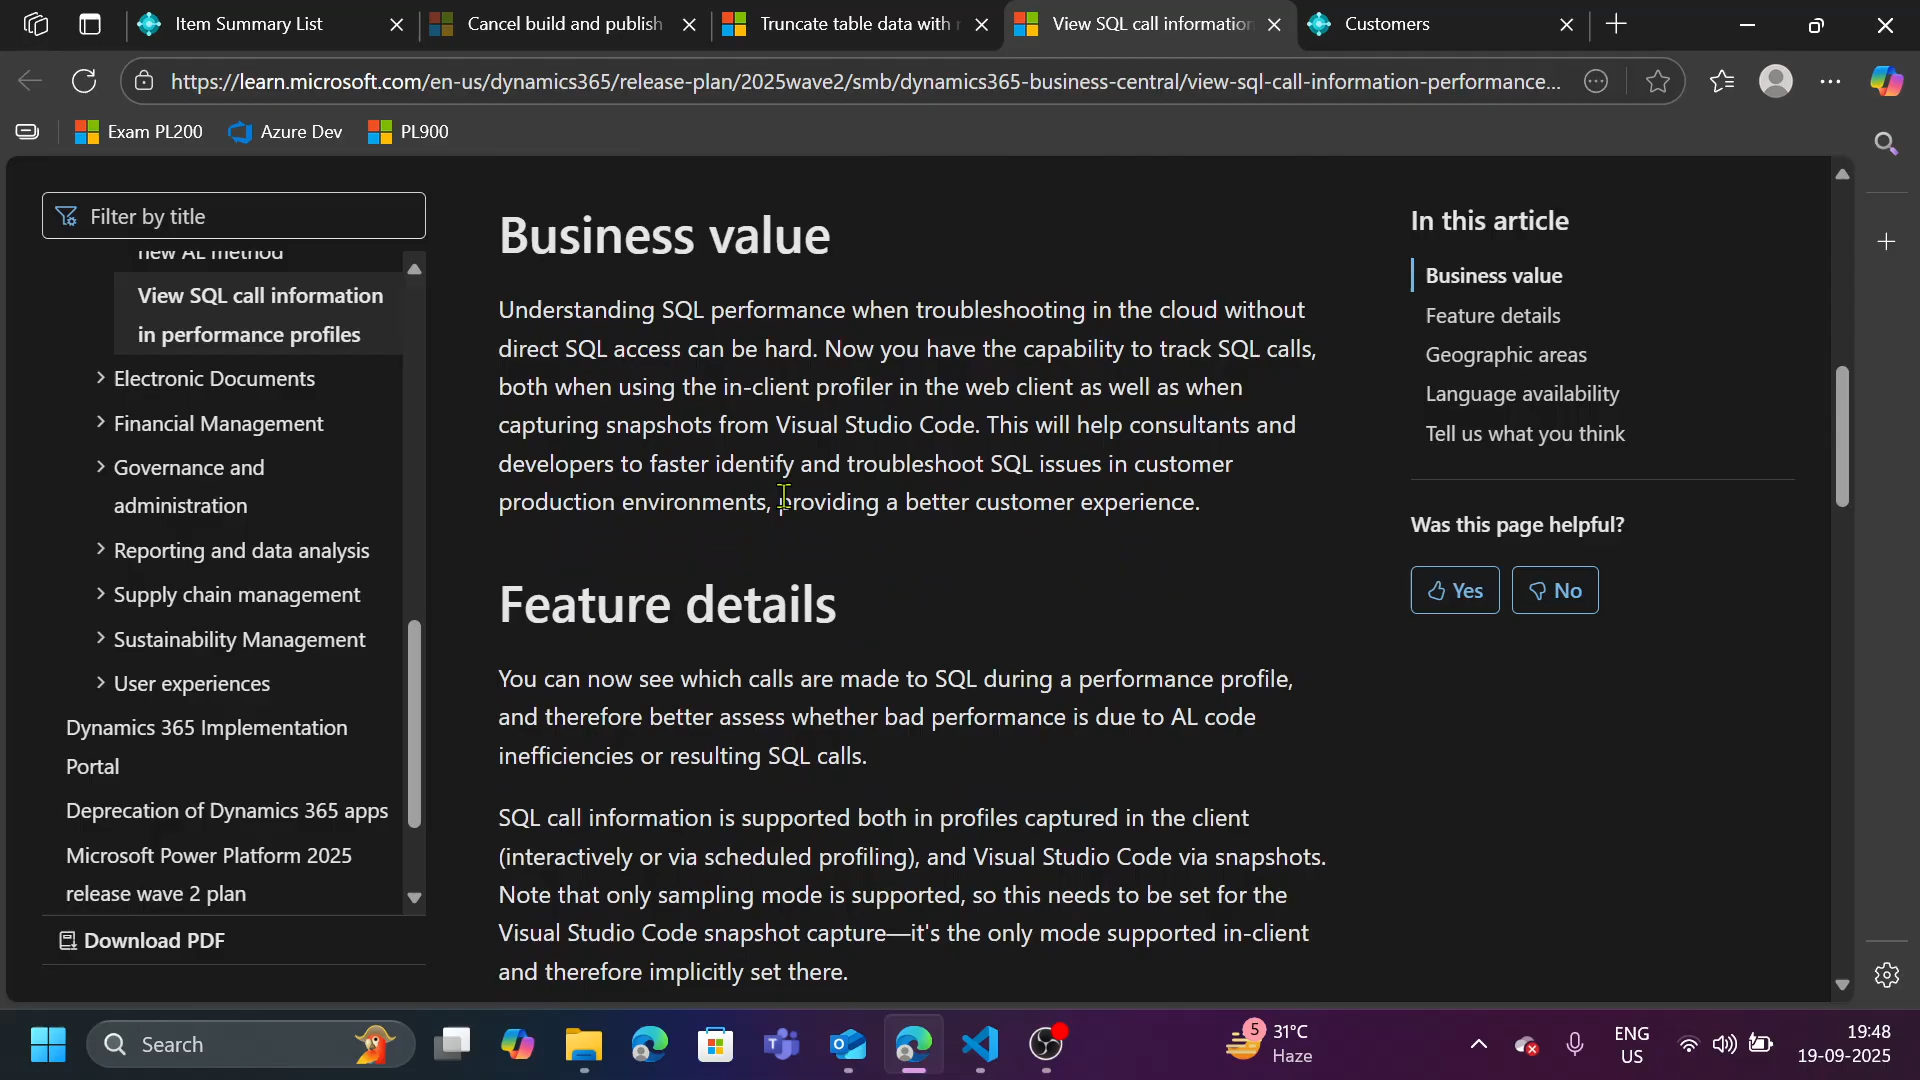 Item Summary List
Cancel build and publish
Truncate table data with
View SQL call information
Customers
https://learn.microsoft.com/en-us/dynamics365/release-plan/2025wave2/smb/dynamics365-business-central/view-sql-call-information-performance...
Exam PL200
Azure Dev
PL900
Filter by title
new AL method
View SQL call information
in performance profiles
Electronic Documents
Financial Management
Governance and
administration
Reporting and data analysis
Supply chain management
Sustainability Management
User experiences
Dynamics 365 Implementation
Portal
Deprecation of Dynamics 365 apps
Microsoft Power Platform 2025
release wave 2 plan
Download PDF
Business value
Understanding SQL performance when troubleshooting in the cloud without
direct SQL access can be hard. Now you have the capability to track SQL calls,
both when using the in-client profiler in the web client as well as when
capturing snapshots from Visual Studio Code. This will help consultants and
developers to faster identify and troubleshoot SQL issues in customer
production environments, providing a better customer experience.
Feature details
You can now see which calls are made to SQL during a performance profile,
and therefore better assess whether bad performance is due to AL code
inefficiencies or resulting SQL calls.
SQL call information is supported both in profiles captured in the client
(interactively or via scheduled profiling), and Visual Studio Code via snapshots.
Note that only sampling mode is supported, so this needs to be set for the
Visual Studio Code snapshot capture—it's the only mode supported in-client
and therefore implicitly set there.
In this article
Business value
Feature details
Geographic areas
Language availability
Tell us what you think
Was this page helpful?
Yes
No
Search
5
31°C
Haze
ENG
US
19:48
19-09-2025